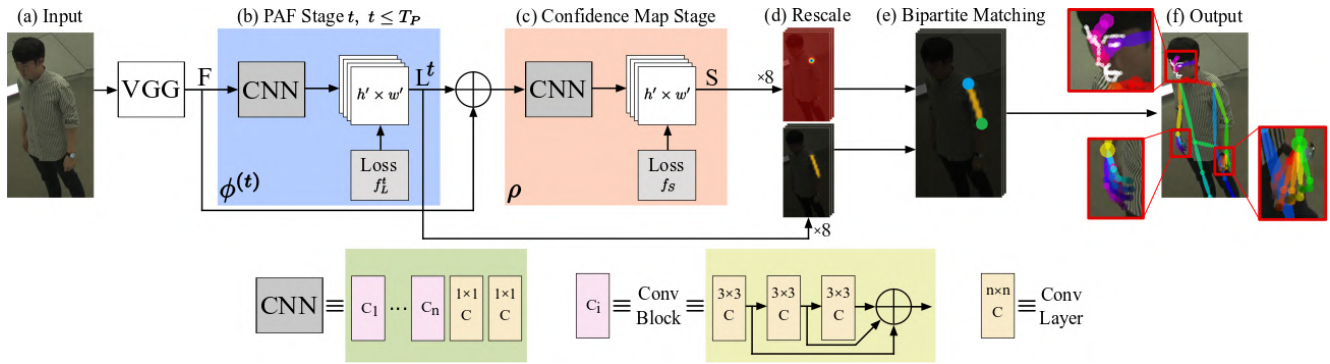 (a) Input
(b) PAF Stage t, t ≤ T_P
(c) Confidence Map Stage
(d) Rescale
(e) Bipartite Matching
(f) Output
VGG
F
CNN
h′ × w′
L^t
Loss
f_L^t
ϕ^(t)
CNN
h′ × w′
S
Loss
f_S
ρ
×8
×8
CNN
≡
C_1
...
C_n
1×1
C
1×1
C
C_i
≡
Conv
Block
≡
3×3
C
3×3
C
3×3
C
n×n
C
≡
Conv
Layer